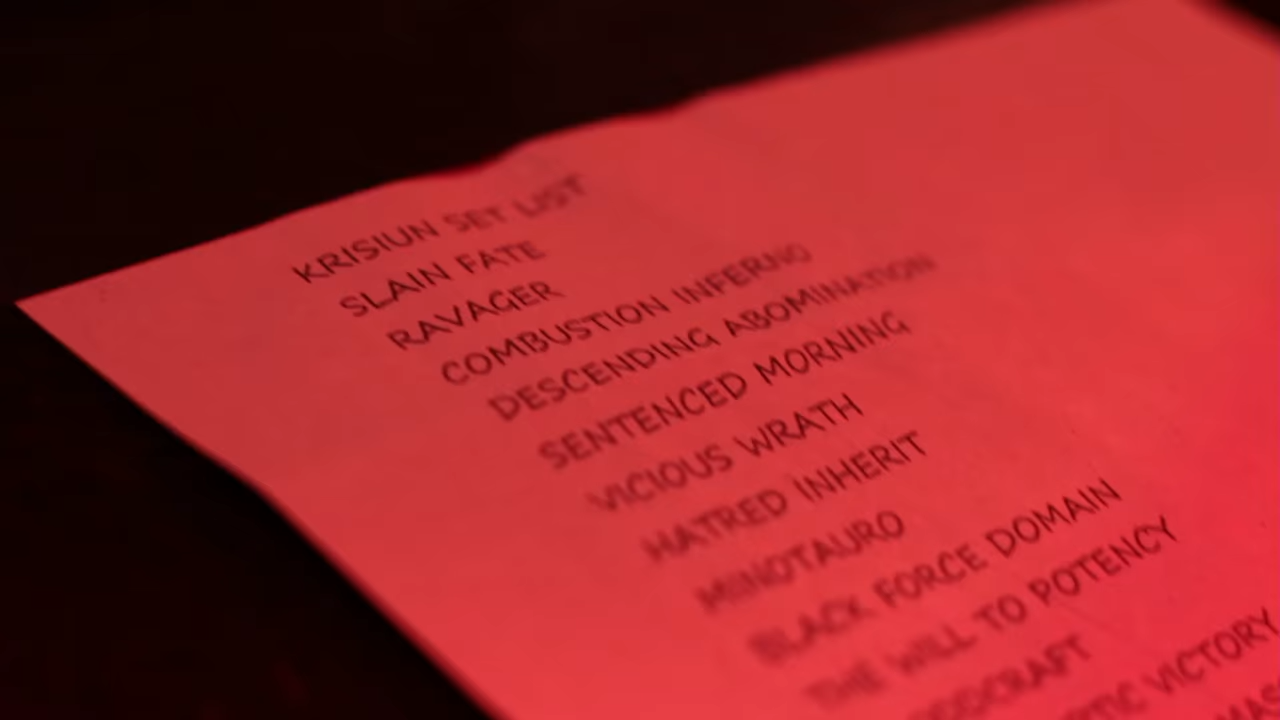 KRISIUN SET LIST
SLAIN FATE
RAVAGER
COMBUSTION INFERNO
DESCENDING ABOMINATION
SENTENCED MORNING
VICIOUS WRATH
HATRED INHERIT
MINOTAURO
BLACK FORCE DOMAIN
THE WILL TO POTENCY
VICTORY